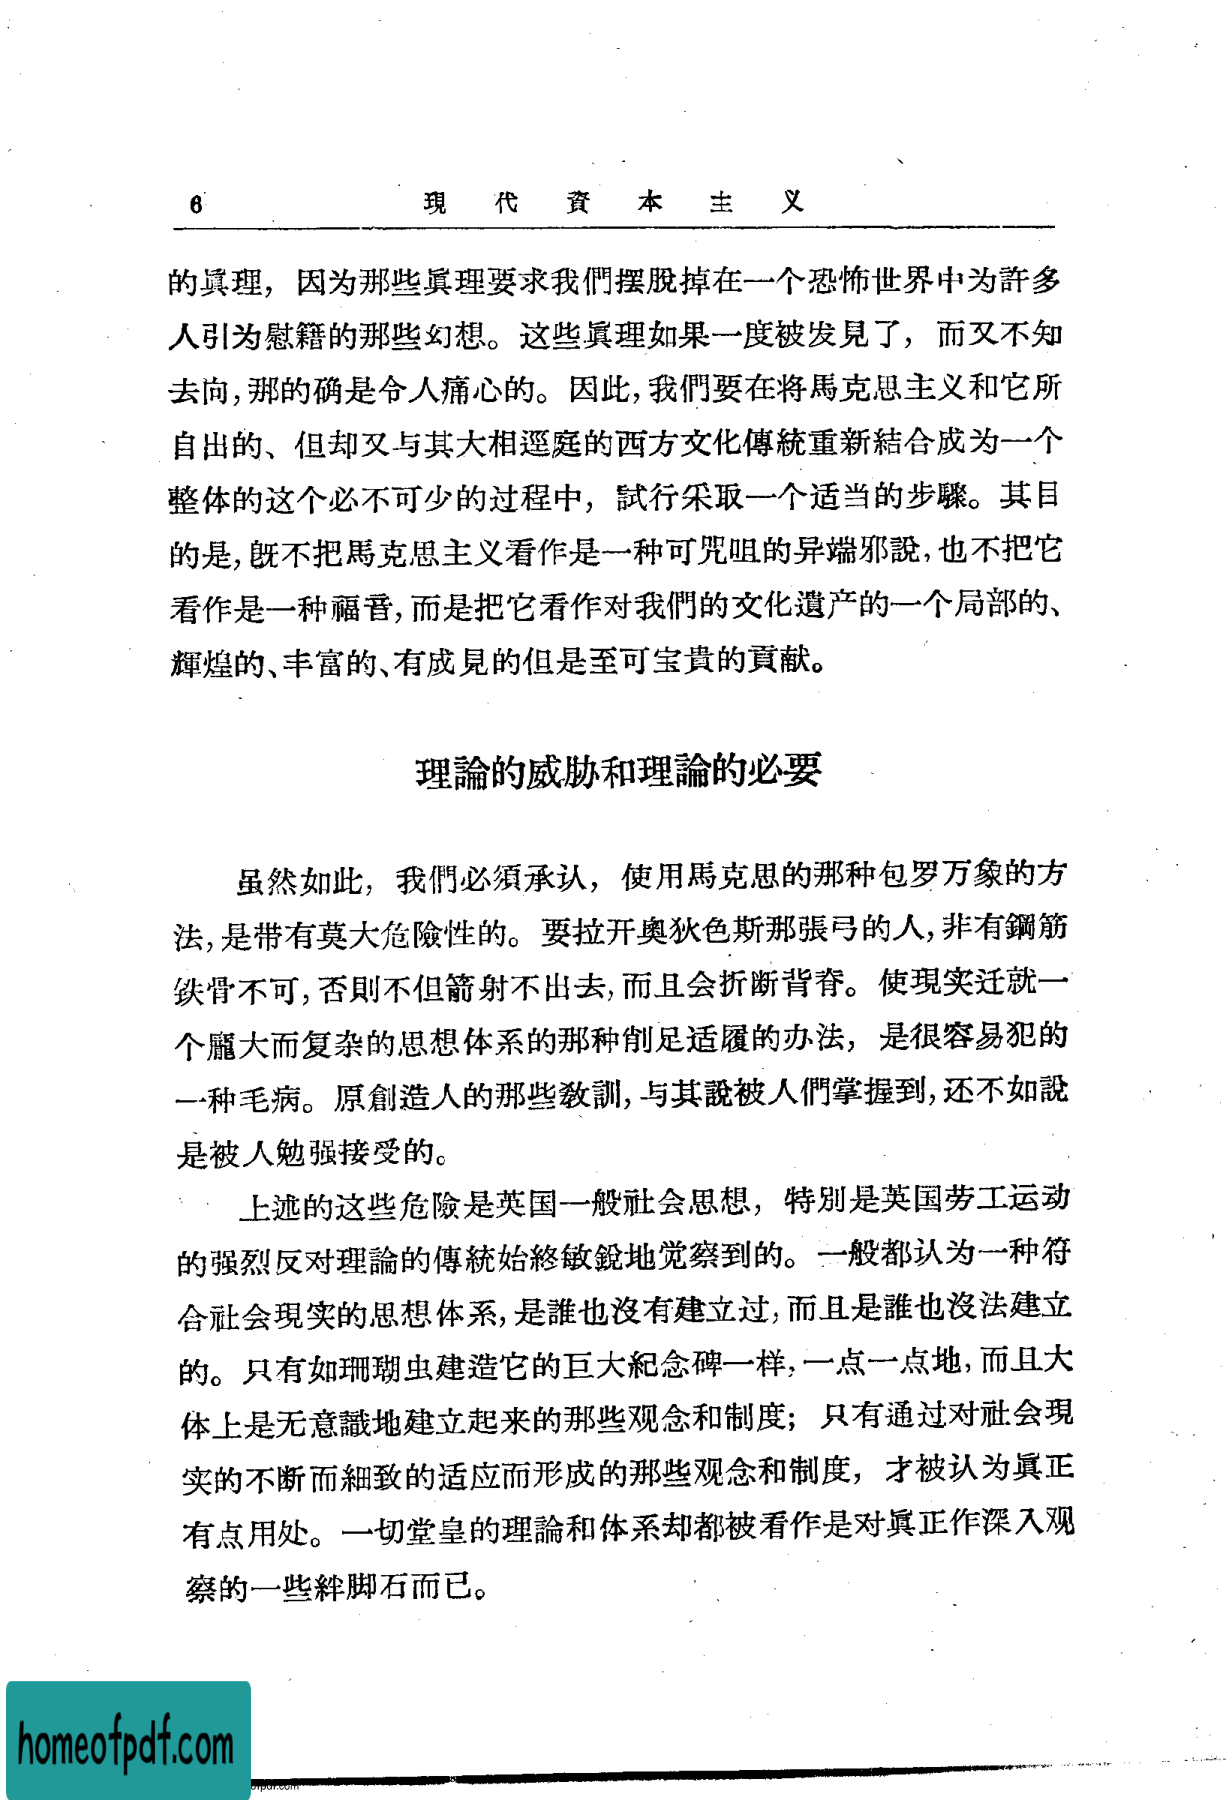 6 現代資本主义
的眞理，因为那些眞理要求我們摆脫掉在一个恐怖世界中为許多
人引为慰籍的那些幻想。这些眞理如果一度被发見了，而又不知
去向，那的确是令人痛心的。因此，我們要在将馬克思主义和它所
自出的、但却又与其大相逕庭的西方文化傳統重新結合成为一个
整体的这个必不可少的过程中，試行采取一个适当的步驟。其目
的是，旣不把馬克思主义看作是一种可咒咀的异端邪說，也不把它
看作是一种福音，而是把它看作对我們的文化遺产的一个局部的、
輝煌的、丰富的、有成見的但是至可宝貴的貢献。
理論的威胁和理論的必要
虽然如此，我們必須承认，使用馬克思的那种包罗万象的方
法，是带有莫大危險性的。要拉开奥狄色斯那張弓的人，非有鋼筋
鉄骨不可，否則不但箭射不出去，而且会折断背脊。使現实迁就一
个龐大而复杂的思想体系的那种削足适履的办法，是很容易犯的
一种毛病。原創造人的那些敎訓，与其說被人們掌握到，还不如說
是被人勉强接受的。
上述的这些危險是英国一般社会思想，特別是英国劳工运动
的强烈反对理論的傳統始終敏銳地觉察到的。一般都认为一种符
合社会現实的思想体系，是誰也沒有建立过，而且是誰也沒法建立
的。只有如珊瑚虫建造它的巨大紀念碑一样，一点一点地，而且大
体上是无意識地建立起来的那些观念和制度；只有通过对社会現
实的不断而細致的适应而形成的那些观念和制度，才被认为眞正
有点用处。一切堂皇的理論和体系却都被看作是对眞正作深入观
察的一些絆脚石而已。
homeofpdf.com